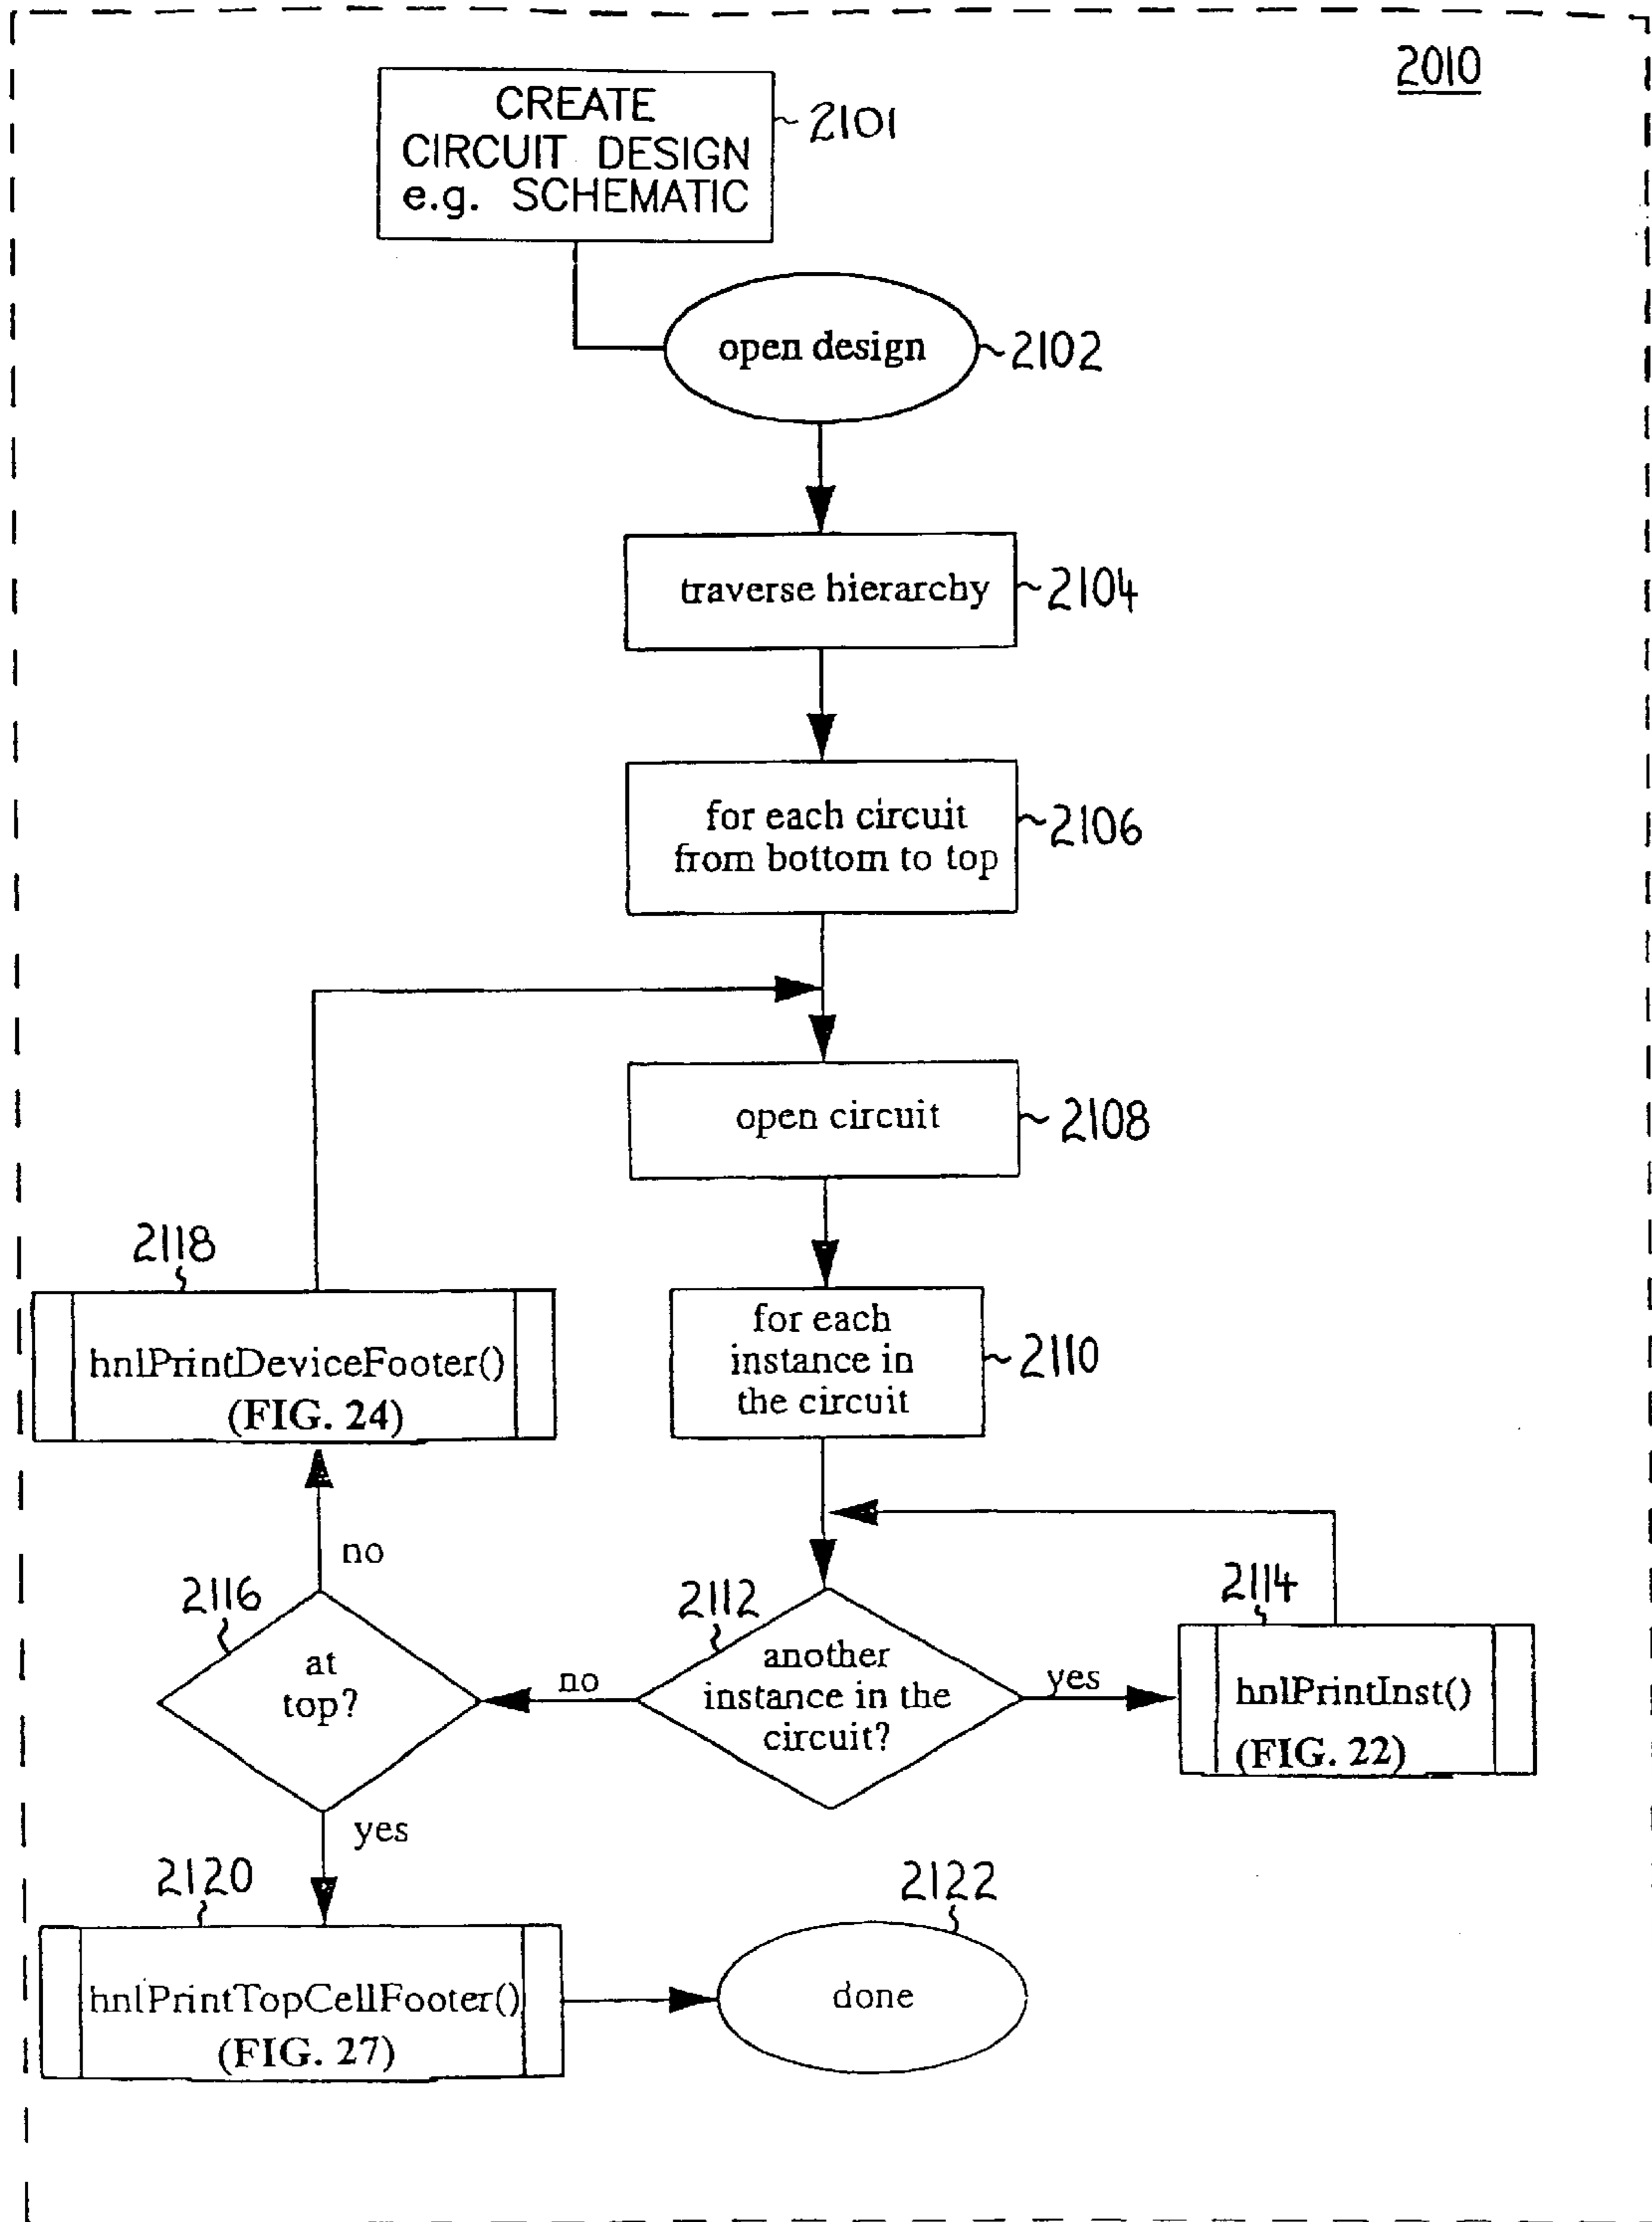 2010
CREATE
CIRCUIT DESIGN
e.g. SCHEMATIC
2101
open design
2102
traverse hierarchy
2104
for each circuit
from bottom to top
2106
open circuit
2108
2118
hnlPrintDeviceFooter()
(FIG. 24)
for each
instance in
the circuit
2110
no
2116
at
top?
no
2112
another
instance in the
circuit?
yes
2114
hnlPrintInst()
(FIG. 22)
yes
2120
hnlPrintTopCellFooter()
(FIG. 27)
2122
done